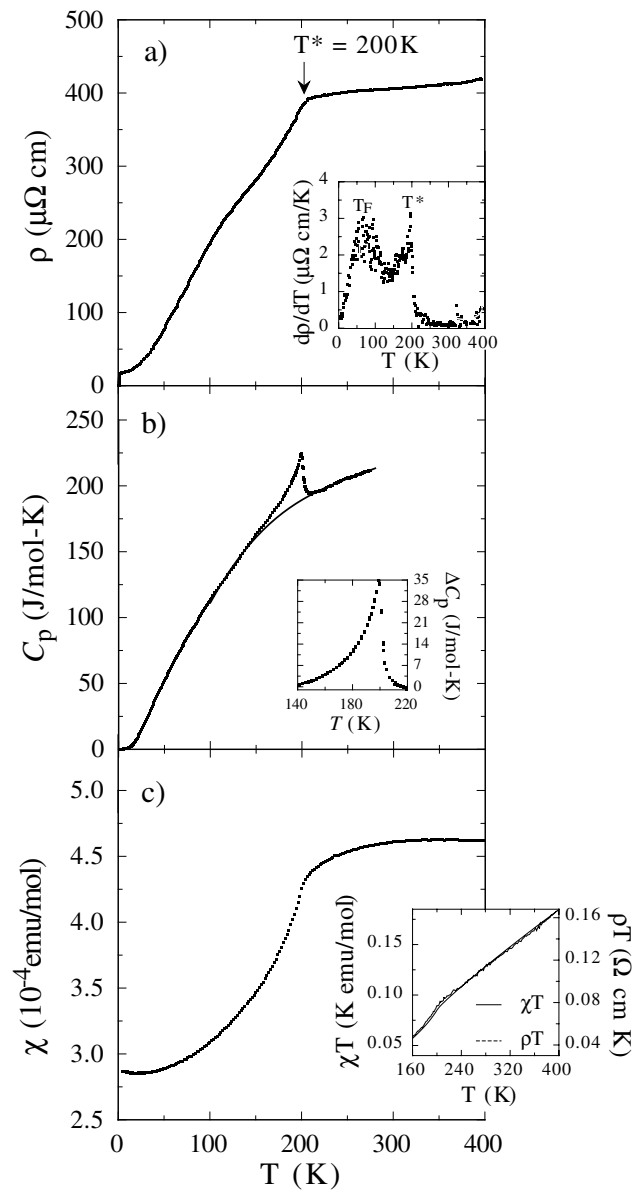 a)
T* = 200K
500
400
300
200
100
0
ρ (μΩ cm)
4
3
2
1
0
dρ/dT (μΩ cm/K)
T_F
T*
0 100 200 300 400
T (K)
b)
250
200
150
100
50
0
C_p (J/mol-K)
35
28
21
14
7
0
ΔC_p (J/mol-K)
140 180 220
T (K)
c)
5.0
4.5
4.0
3.5
3.0
2.5
χ (10^-4 emu/mol)
0.15
0.10
0.05
χT (K emu/mol)
0.16
0.12
0.08
0.04
ρT (Ω cm K)
χT
ρT
160 240 320 400
T (K)
0 100 200 300 400
T (K)